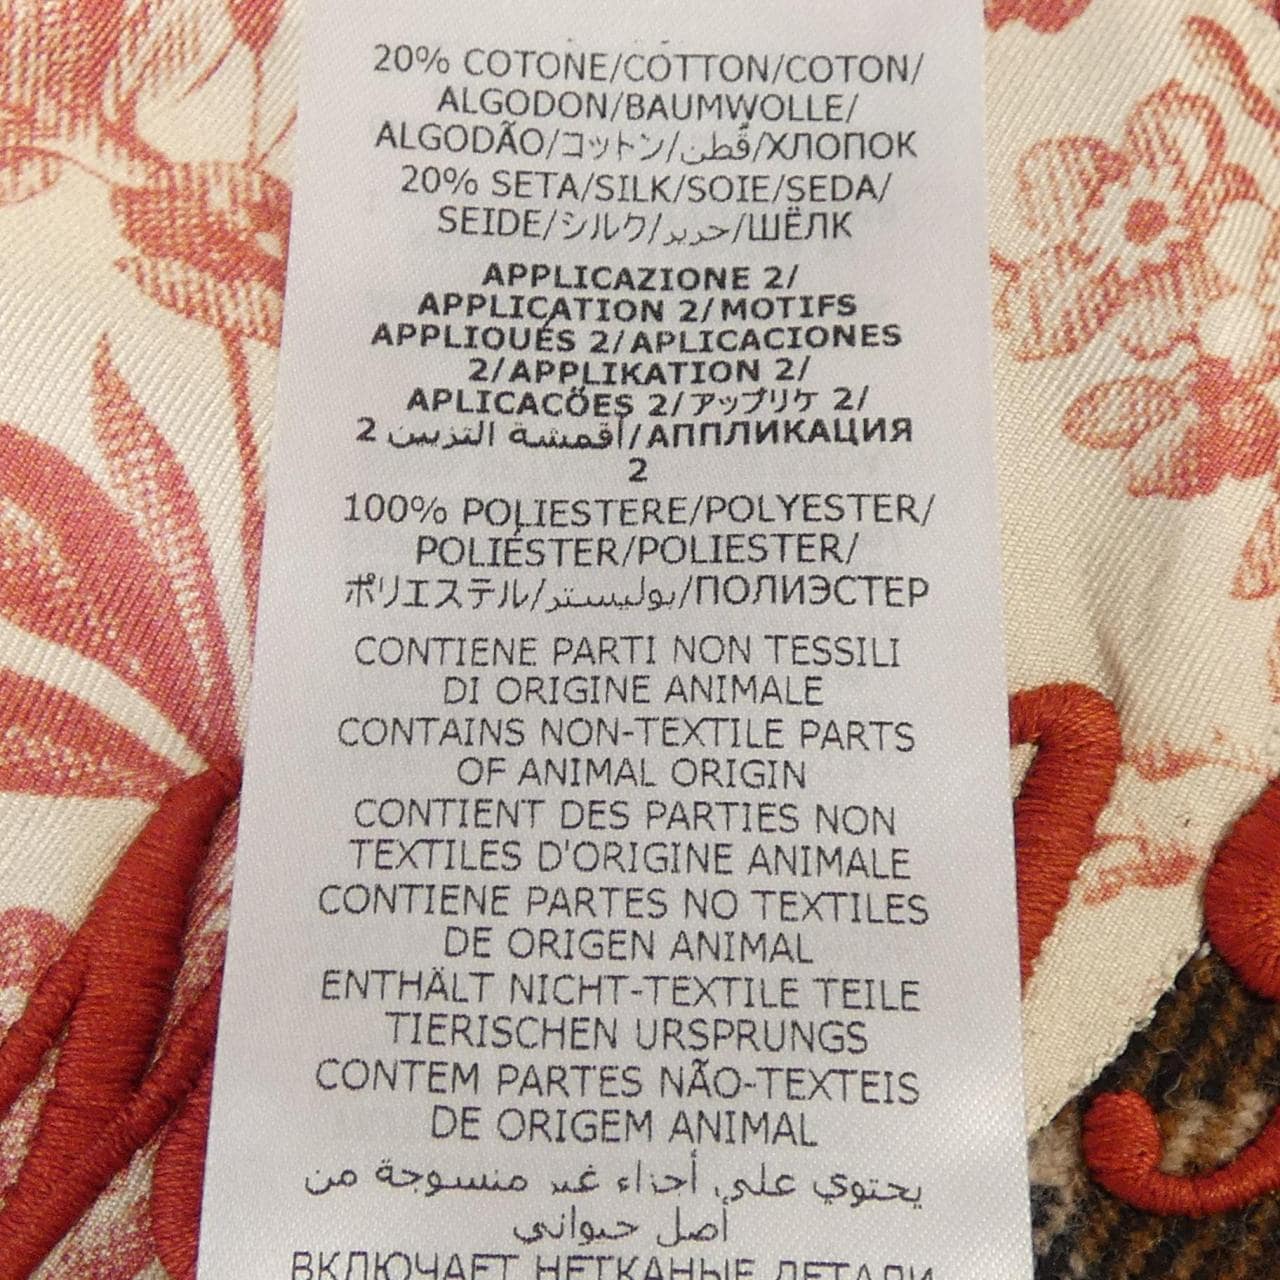 20% COTONE/COTTON/COTON/
ALGODON/BAUMWOLLE/
ALGODÃO/コットン/قطن/ХЛОПОК
20% SETA/SILK/SOIE/SEDA/
SEIDE/シルク/حرير/ШЁЛК
APPLICAZIONE 2/
APPLICATION 2/MOTIFS
APPLIQUÉS 2/APLICACIONES
2/APPLIKATION 2/
APLICACÕES 2/アップリケ 2/
أقمشة التزيين 2/АППЛИКАЦИЯ
2
100% POLIESTERE/POLYESTER/
POLIÉSTER/POLIESTER/
ポリエステル/بوليستر/ПОЛИЭСТЕР
CONTIENE PARTI NON TESSILI
DI ORIGINE ANIMALE
CONTAINS NON-TEXTILE PARTS
OF ANIMAL ORIGIN
CONTIENT DES PARTIES NON
TEXTILES D'ORIGINE ANIMALE
CONTIENE PARTES NO TEXTILES
DE ORIGEN ANIMAL
ENTHÄLT NICHT-TEXTILE TEILE
TIERISCHEN URSPRUNGS
CONTEM PARTES NÃO-TEXTEIS
DE ORIGEM ANIMAL
يحتوي على أجزاء غير منسوجة من
أصل حيواني
ВКЛЮЧАЕТ НЕТКАНЫЕ ДЕТАЛИ